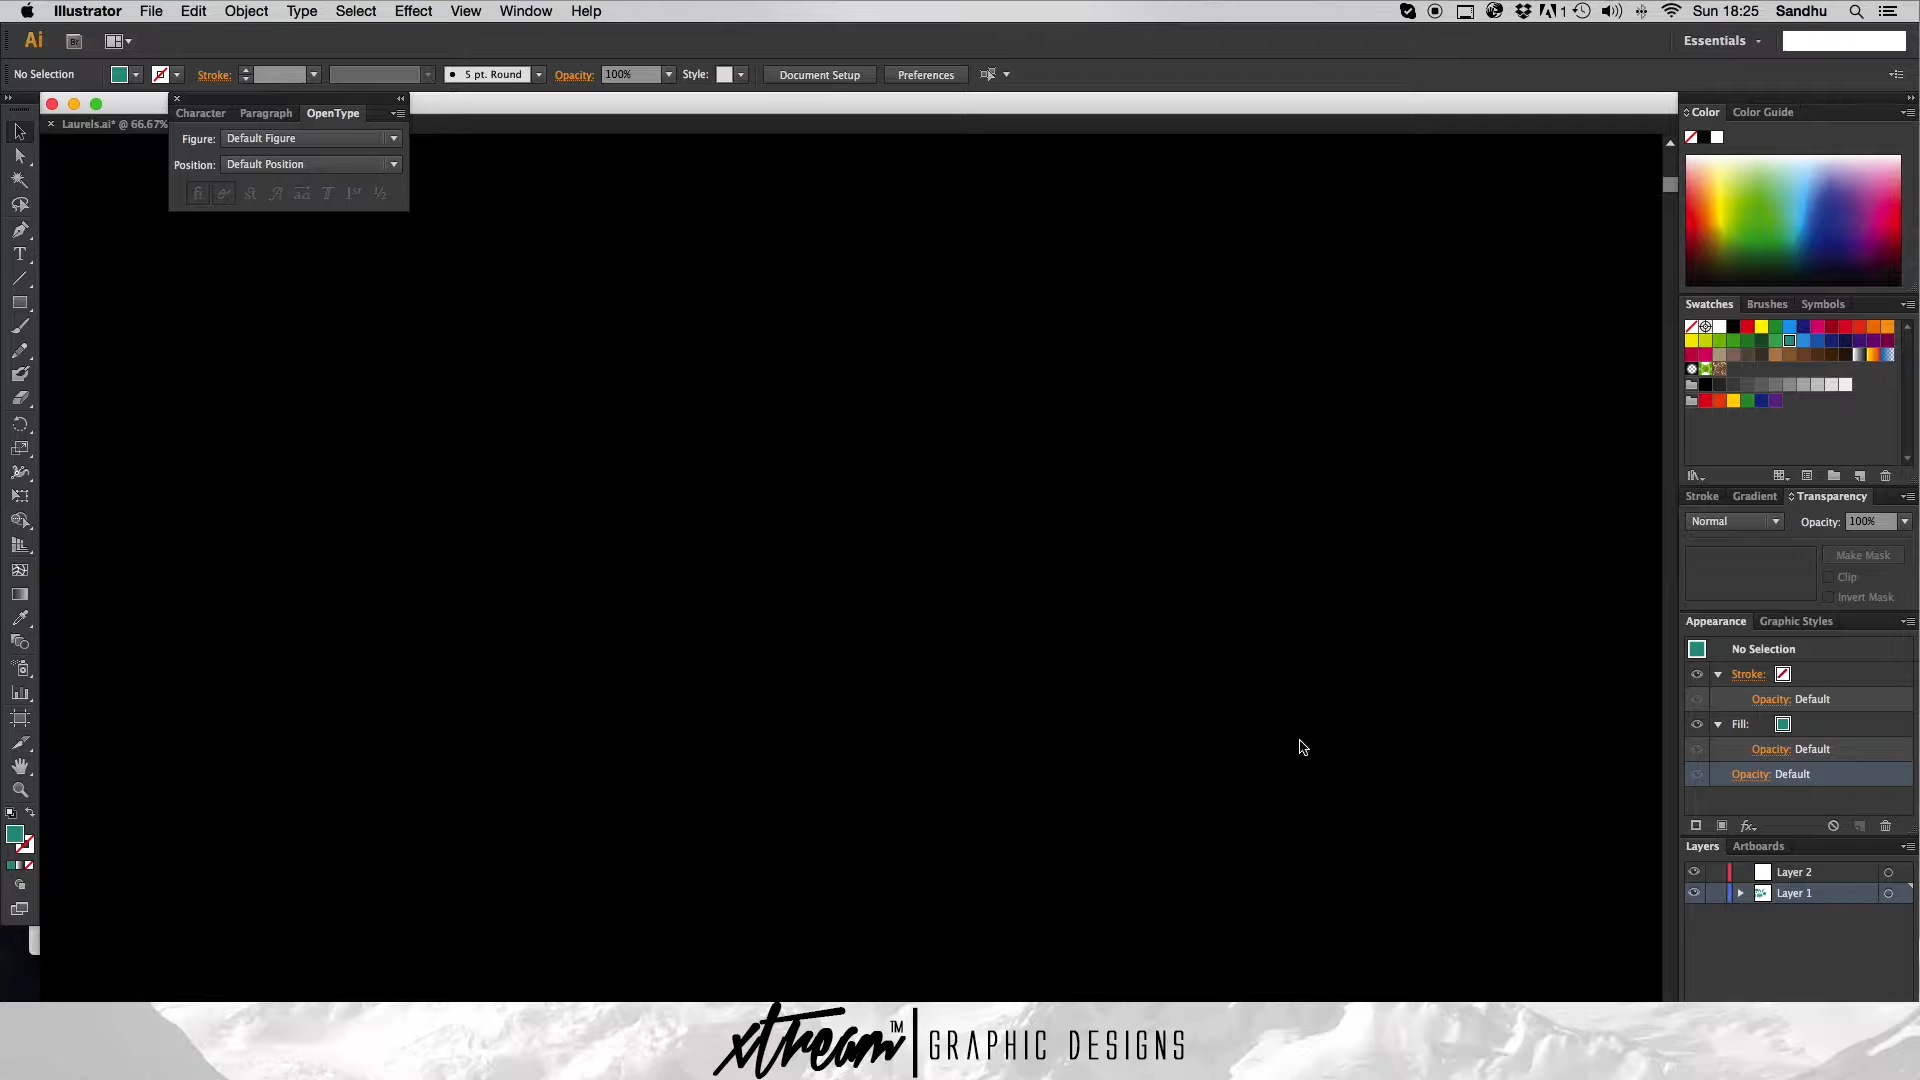 Illustrator File Edit Object Type Select Effect View Window Help
1 Sun 18:25 Sandhu
Ai Br Essentials
No Selection Stroke: 5 pt. Round Opacity: 100% Style: Document Setup Preferences
Character Paragraph OpenType
Laurels.ai* @ 66.67%
Figure: Default Figure
Position: Default Position
Color Color Guide
Swatches Brushes Symbols
Stroke Gradient Transparency
Normal Opacity: 100%
Make Mask
Clip
Invert Mask
Appearance Graphic Styles
No Selection
Stroke:
Opacity: Default
Fill:
Opacity: Default
Opacity: Default
fx
Layers Artboards
Layer 2
Layer 1
xtream™ GRAPHIC DESIGNS